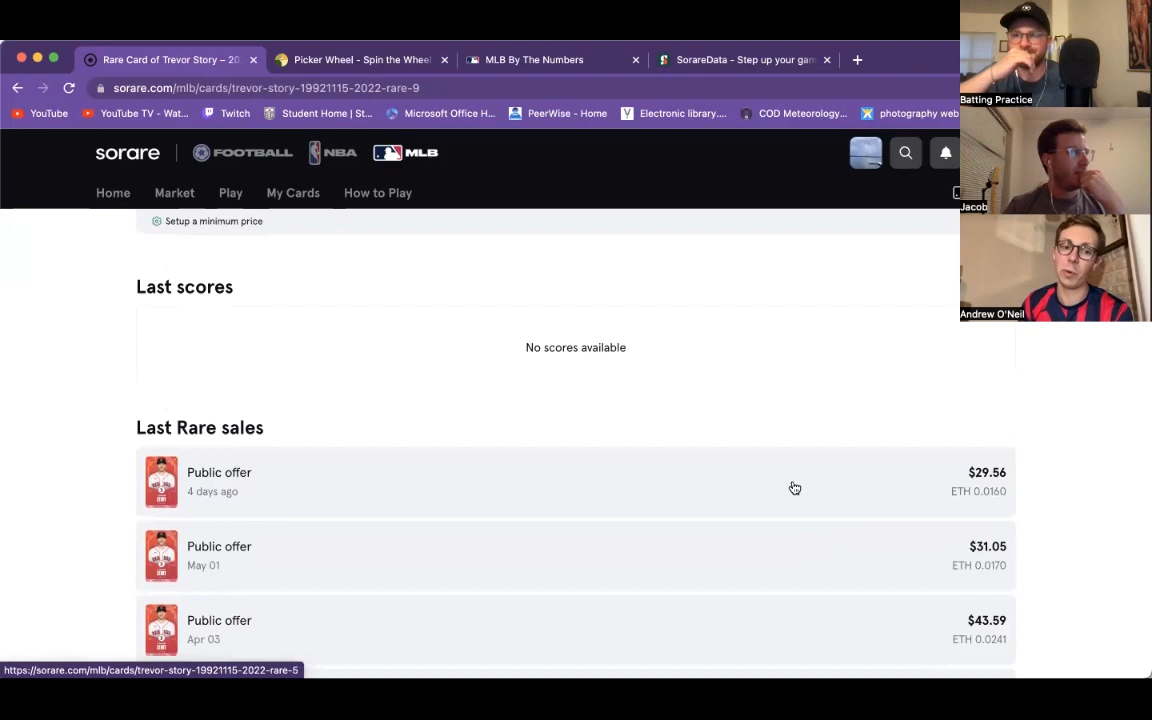 Rare Card of Trevor Story – 20
Picker Wheel - Spin the Wheel
MLB By The Numbers
SorareData - Step up your gam
sorare.com/mlb/cards/trevor-story-19921115-2022-rare-9
YouTube
YouTube TV - Wat...
Twitch
Student Home | St...
Microsoft Office H...
PeerWise - Home
Electronic library....
COD Meteorology...
photography web
Batting Practice
sorare
FOOTBALL
NBA
MLB
Home
Market
Play
My Cards
How to Play
Jacob
Setup a minimum price
Last scores
Andrew O'Neil
No scores available
Last Rare sales
Public offer
$29.56
4 days ago
ETH 0.0160
Public offer
$31.05
May 01
ETH 0.0170
Public offer
$43.59
Apr 03
ETH 0.0241
https://sorare.com/mlb/cards/trevor-story-19921115-2022-rare-5